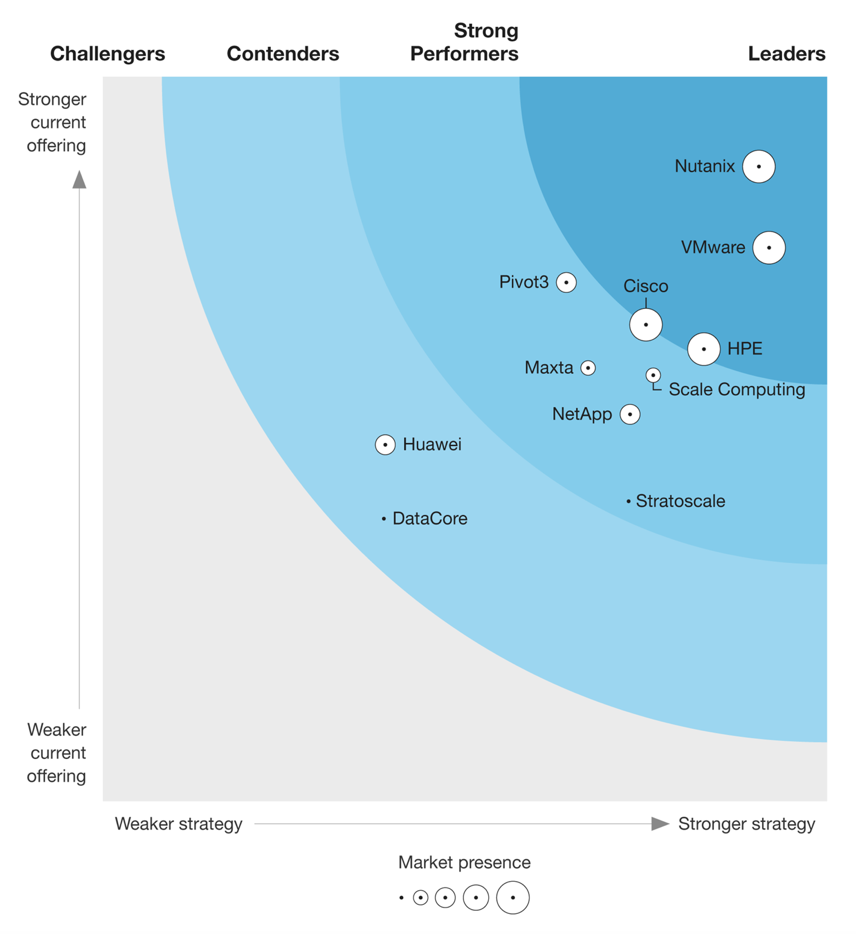 Strong
Challengers
Contenders
Performers
Leaders
Stronger
current
offering
Nutanix
VMware
Pivot3
Cisco
HPE
Maxta
Scale Computing
NetApp
Huawei
Stratoscale
DataCore
Weaker
current
offering
Weaker strategy
Stronger strategy
Market presence